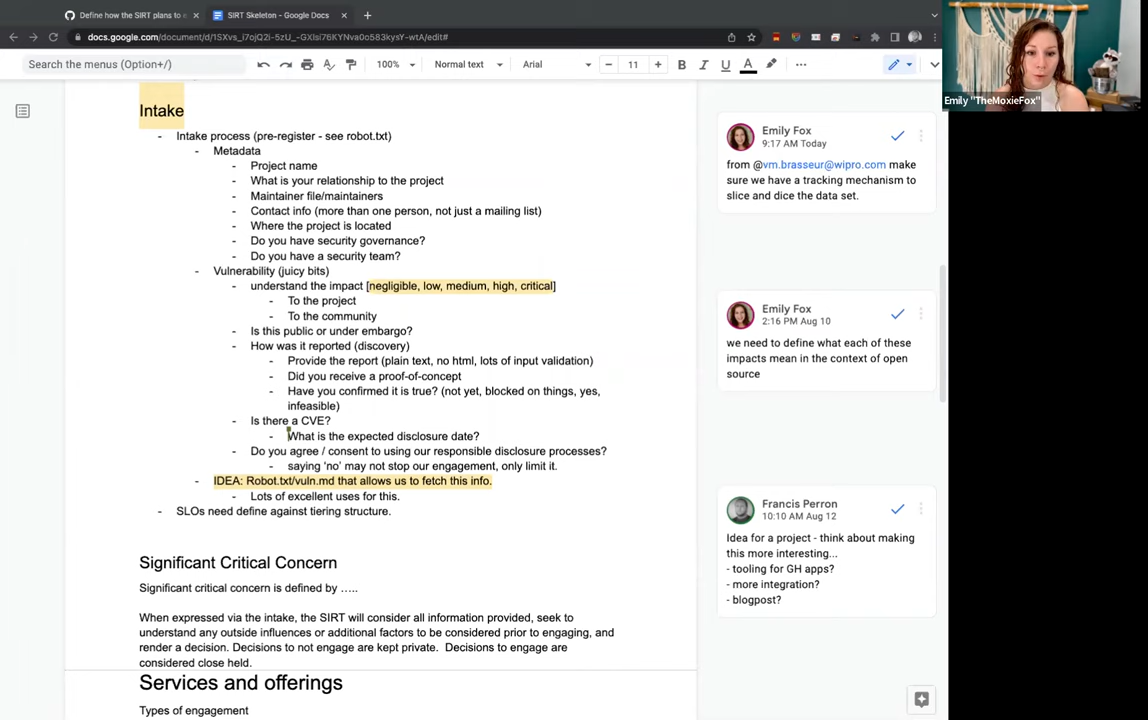 Define how the SIRT plans to e
SIRT Skeleton - Google Docs
docs.google.com/document/d/1SXvs_i7ojQ2i-5zU_-GXlsi76KYNva0o583kysY-wtA/edit#
Search the menus (Option+/)
100%
Normal text
Arial
11
B
I
U
A
Emily "TheMoxieFox"
Intake
- Intake process (pre-register - see robot.txt)
- Metadata
- Project name
- What is your relationship to the project
- Maintainer file/maintainers
- Contact info (more than one person, not just a mailing list)
- Where the project is located
- Do you have security governance?
- Do you have a security team?
- Vulnerability (juicy bits)
- understand the impact [negligible, low, medium, high, critical]
- To the project
- To the community
- Is this public or under embargo?
- How was it reported (discovery)
- Provide the report (plain text, no html, lots of input validation)
- Did you receive a proof-of-concept
- Have you confirmed it is true? (not yet, blocked on things, yes,
infeasible)
- Is there a CVE?
- What is the expected disclosure date?
- Do you agree / consent to using our responsible disclosure processes?
- saying 'no' may not stop our engagement, only limit it.
- IDEA: Robot.txt/vuln.md that allows us to fetch this info.
- Lots of excellent uses for this.
- SLOs need define against tiering structure.
Significant Critical Concern
Significant critical concern is defined by …..
When expressed via the intake, the SIRT will consider all information provided, seek to
understand any outside influences or additional factors to be considered prior to engaging, and
render a decision. Decisions to not engage are kept private. Decisions to engage are
considered close held.
Services and offerings
Types of engagement
Emily Fox
9:17 AM Today
from @vm.brasseur@wipro.com make
sure we have a tracking mechanism to
slice and dice the data set.
Emily Fox
2:16 PM Aug 10
we need to define what each of these
impacts mean in the context of open
source
Francis Perron
10:10 AM Aug 12
Idea for a project - think about making
this more interesting...
- tooling for GH apps?
- more integration?
- blogpost?